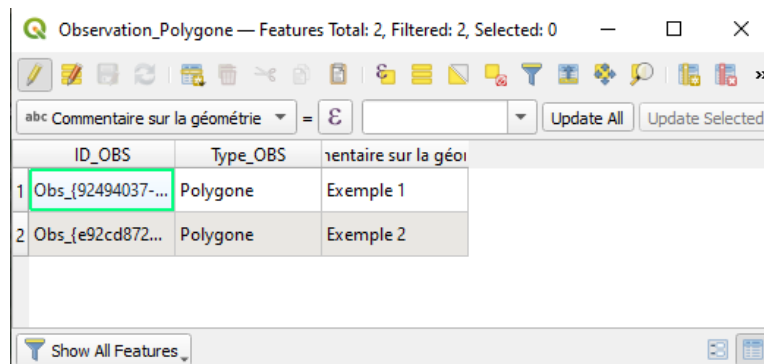 Observation_Polygone — Features Total: 2, Filtered: 2, Selected: 0
abc Commentaire sur la géométrie = ε Update All Update Selected
ID_OBS Type_OBS nentaire sur la géor
1 Obs_{92494037-... Polygone Exemple 1
2 Obs_{e92cd872... Polygone Exemple 2
Show All Features